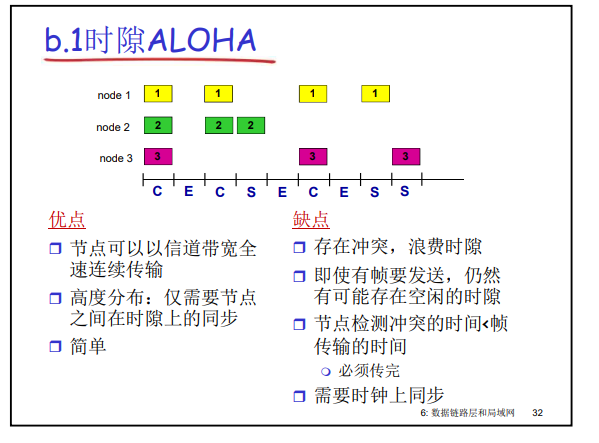 b.1时隙ALOHA
node 1 1 1 1 1
node 2 2 2 2
node 3 3 3 3
C E C S E C E S S
优点
节点可以以信道带宽全
速连续传输
高度分布：仅需要节点
之间在时隙上的同步
简单
缺点
存在冲突，浪费时隙
即使有帧要发送，仍然
有可能存在空闲的时隙
节点检测冲突的时间<帧
传输的时间
必须传完
需要时钟上同步
6: 数据链路层和局域网 32